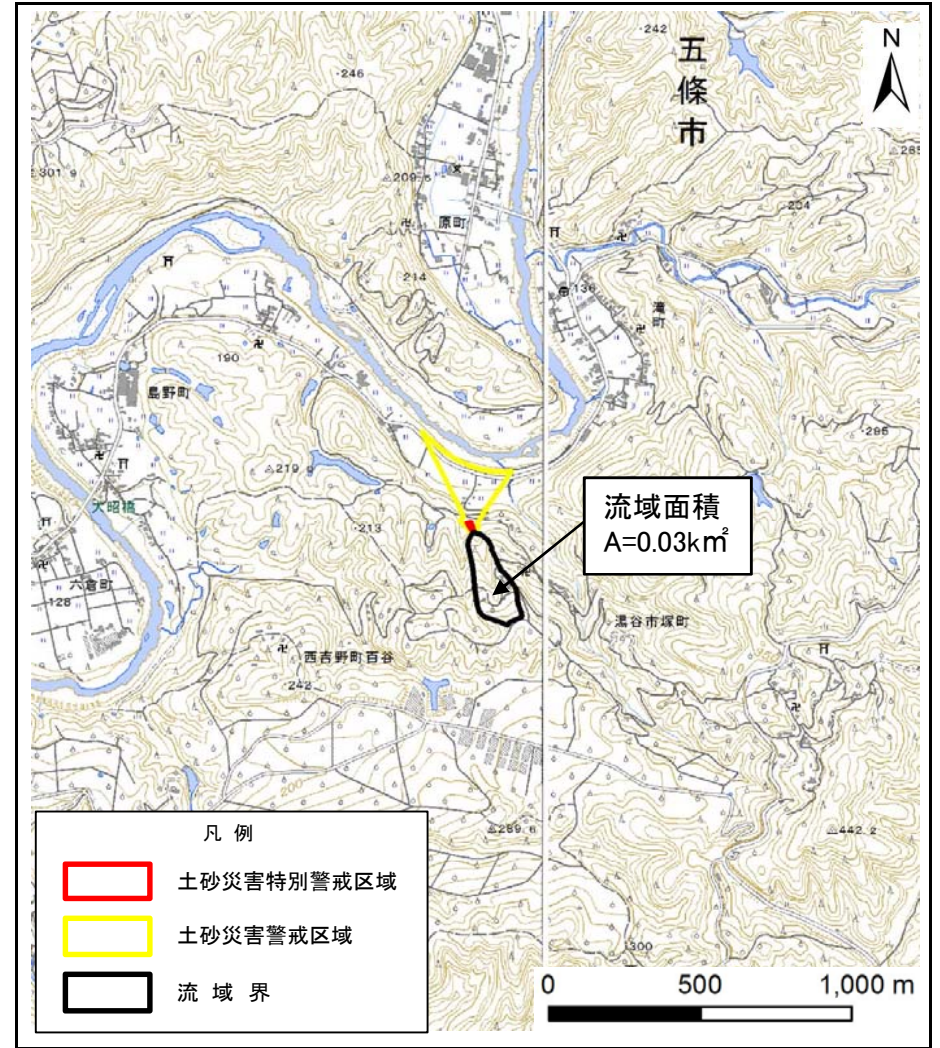 五條市
N
・242
・246
△285
△301.9
△209.5
原町
・204
214
136
滝町
190
島野町
・295
△219.9
流域面積
A=0.03k㎡
大昭橋
・213
六倉町
・128
湯谷市塚町
西吉野町百谷
・242
200
△289.6
△442.2
凡 例
土砂災害特別警戒区域
土砂災害警戒区域
流 域 界
・300
0 500 1,000 m